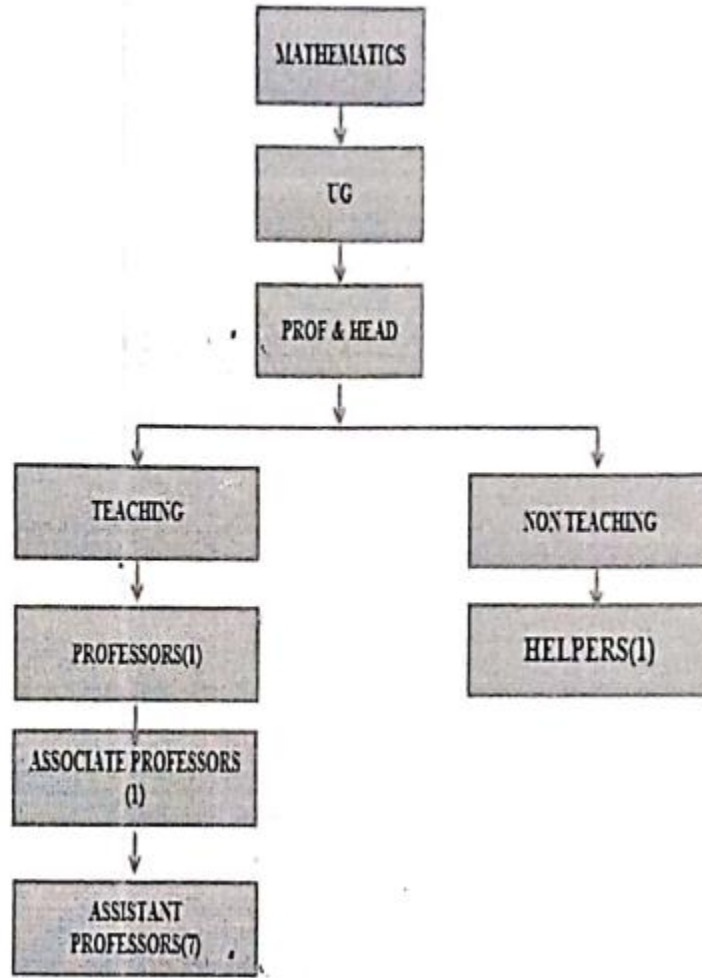 MATHEMATICS
UG
PROF & HEAD
TEACHING
NON TEACHING
PROFESSORS(1)
HELPERS(1)
ASSOCIATE PROFESSORS
(1)
ASSISTANT
PROFESSORS(7)